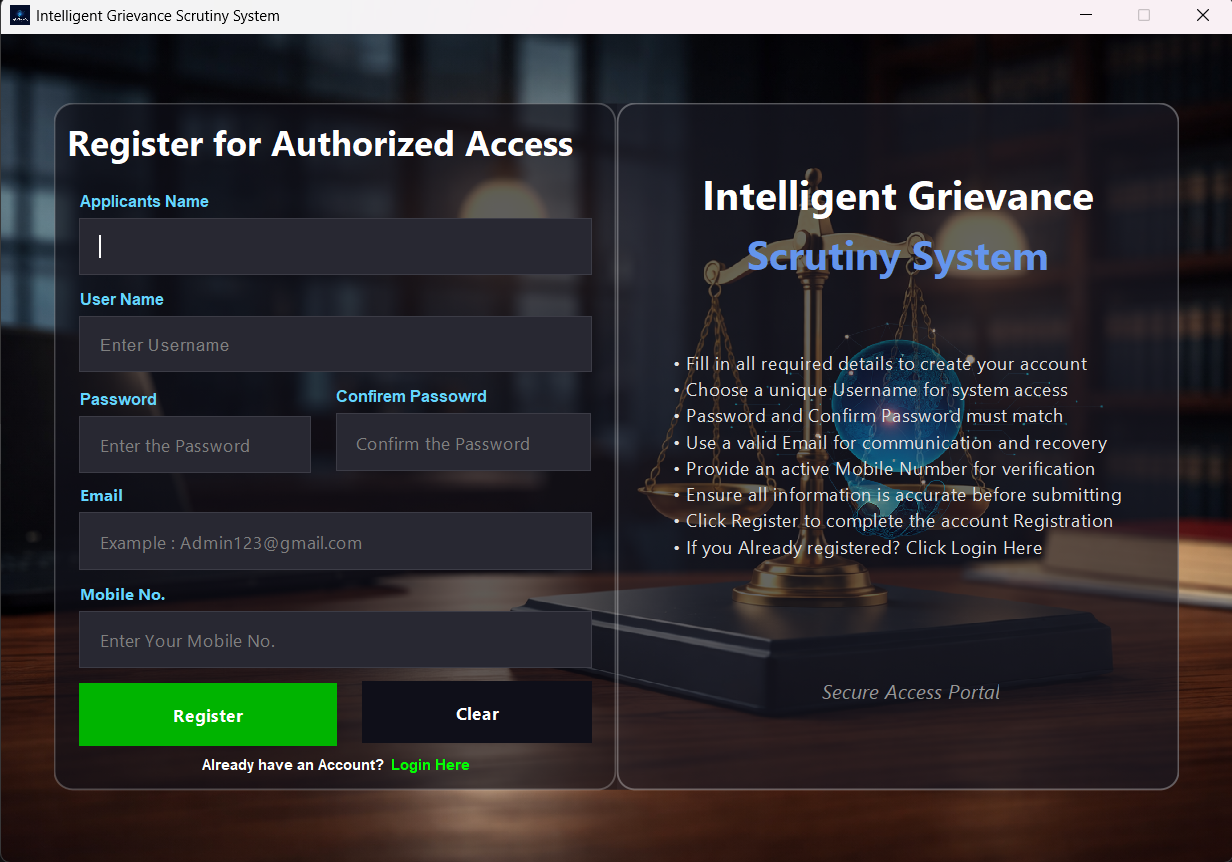 Intelligent Grievance Scrutiny System
Register for Authorized Access
Applicants Name
User Name
Enter Username
Password
Confirem Passowrd
Enter the Password
Confirm the Password
Email
Example : Admin123@gmail.com
Mobile No.
Enter Your Mobile No.
Register
Clear
Already have an Account? Login Here
Intelligent Grievance
Scrutiny System
• Fill in all required details to create your account
• Choose a unique Username for system access
• Password and Confirm Password must match
• Use a valid Email for communication and recovery
• Provide an active Mobile Number for verification
• Ensure all information is accurate before submitting
• Click Register to complete the account Registration
• If you Already registered? Click Login Here
Secure Access Portal